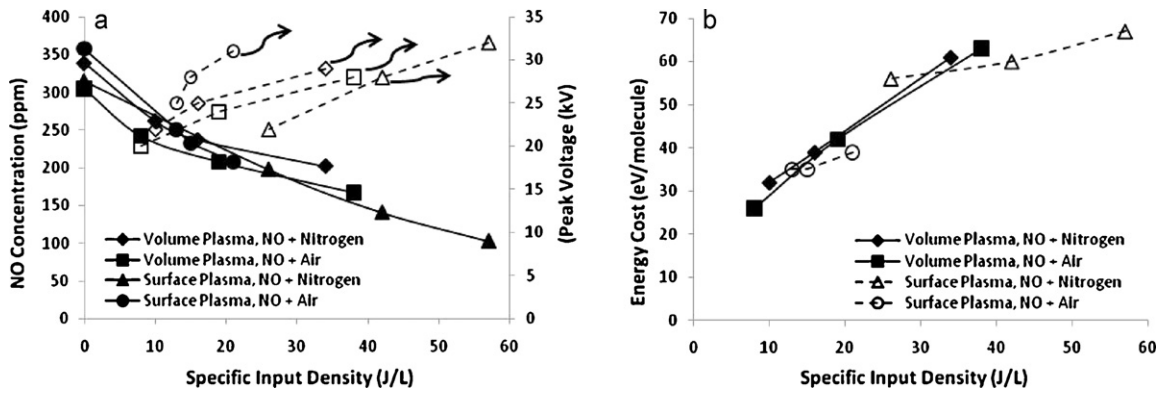 a
NO Concentration (ppm)
400
350
300
250
200
150
100
50
0
Volume Plasma, NO + Nitrogen
Volume Plasma, NO + Air
Surface Plasma, NO + Nitrogen
Surface Plasma, NO + Air
35
30
25
20
15
10
5
0
(Peak Voltage (kV)
0 10 20 30 40 50 60
Specific Input Density (J/L)
b
Energy Cost (eV/molecule)
70
60
50
40
30
20
10
0
Volume Plasma, NO + Nitrogen
Volume Plasma, NO + Air
Surface Plasma, NO + Nitrogen
Surface Plasma, NO + Air
0 10 20 30 40 50 60
Specific Input Density (J/L)